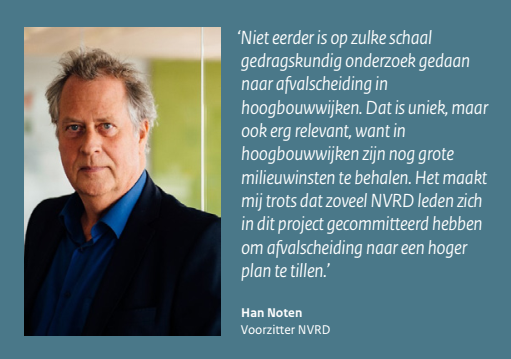 ‘Niet eerder is op zulke schaal
gedragskundig onderzoek gedaan
naar afvalscheiding in
hoogbouwwijken. Dat is uniek, maar
ook erg relevant, want in
hoogbouwwijken zijn nog grote
milieuwinsten te behalen. Het maakt
mij trots dat zoveel NVRD leden zich
in dit project gecommitteerd hebben
om afvalscheiding naar een hoger
plan te tillen.’
Han Noten
Voorzitter NVRD